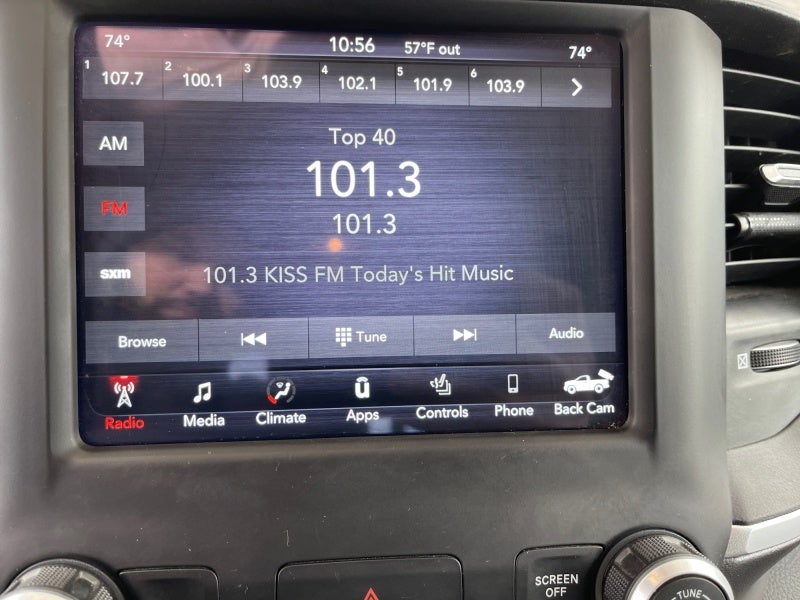 74° 10:56 57°F out 74°
1 107.7 2 100.1 3 103.9 4 102.1 5 101.9 6 103.9
AM
Top 40
101.3
FM
101.3
sxm
101.3 KISS FM Today's Hit Music
Browse Tune Audio
Radio Media Climate Apps Controls Phone Back Cam
SCREEN
OFF
TUNE